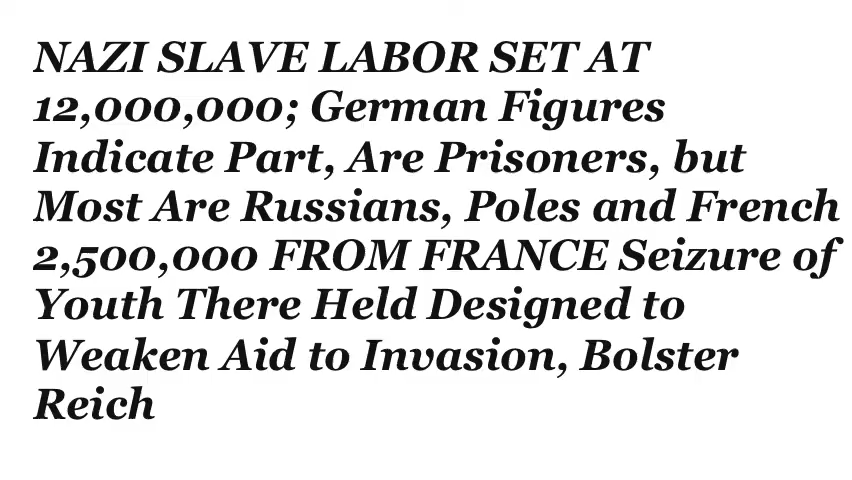 NAZI SLAVE LABOR SET AT
12,000,000; German Figures
Indicate Part, Are Prisoners, but
Most Are Russians, Poles and French
2,500,000 FROM FRANCE Seizure of
Youth There Held Designed to
Weaken Aid to Invasion, Bolster
Reich